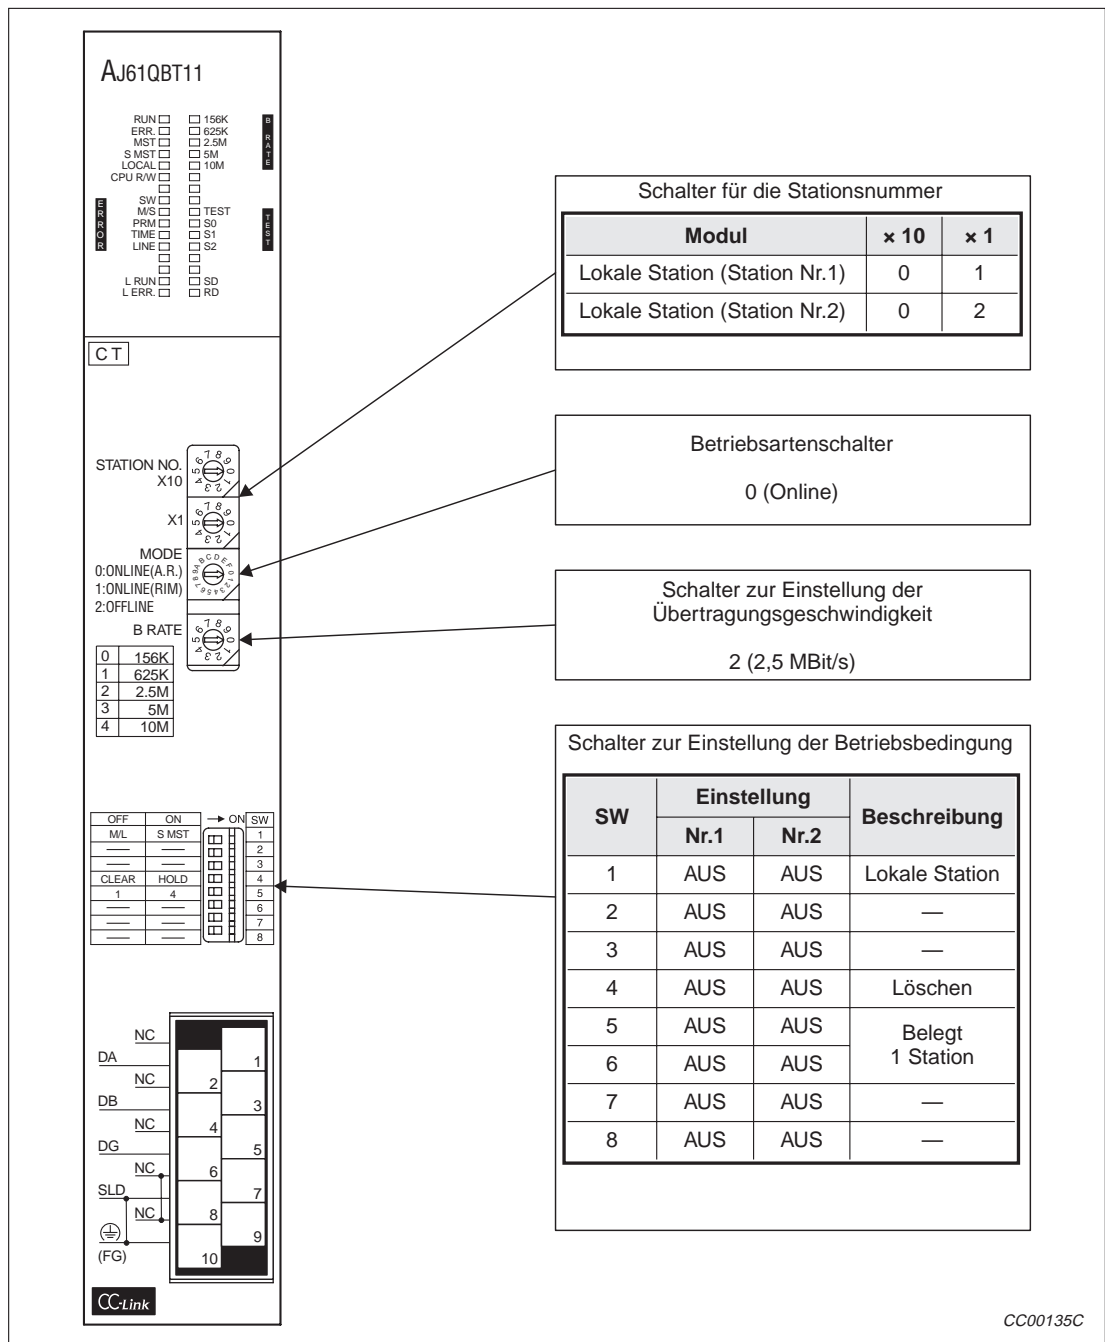 AJ61QBT11
RUN 156K
ERR. 625K
MST 2.5M
S MST 5M
LOCAL 10M
CPU R/W
B RATE
SW
M/S TEST
PRM S0
TIME S1
LINE S2
ERROR
TEST
L RUN SD
L ERR. RD
CT
STATION NO.
X10
X1
MODE
0:ONLINE(A.R.)
1:ONLINE(RIM)
2:OFFLINE
B RATE
0 156K
1 625K
2 2.5M
3 5M
4 10M
OFF ON → ON SW
M/L S MST 1
— — 2
— — 3
CLEAR HOLD 4
1 4 5
— — 6
— — 7
— — 8
NC
DA 1
NC 2
DB 3
NC 4
DG 5
NC 6
SLD 7
NC 8
9
(FG) 10
CC-Link
Schalter für die Stationsnummer
Modul × 10 × 1
Lokale Station (Station Nr.1) 0 1
Lokale Station (Station Nr.2) 0 2
Betriebsartenschalter
0 (Online)
Schalter zur Einstellung der
Übertragungsgeschwindigkeit
2 (2,5 MBit/s)
Schalter zur Einstellung der Betriebsbedingung
SW Einstellung Beschreibung
Nr.1 Nr.2
1 AUS AUS Lokale Station
2 AUS AUS —
3 AUS AUS —
4 AUS AUS Löschen
5 AUS AUS Belegt
6 AUS AUS 1 Station
7 AUS AUS —
8 AUS AUS —
CC00135C